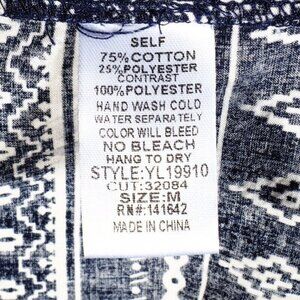 SELF
75% COTTON
25% POLYESTER
CONTRAST
100% POLYESTER
HAND WASH COLD
WATER SEPARATELY
COLOR WILL BLEED
NO BLEACH
HANG TO DRY
STYLE:YL19910
CUT:32084
SIZE:M
RN#:141642
MADE IN CHINA